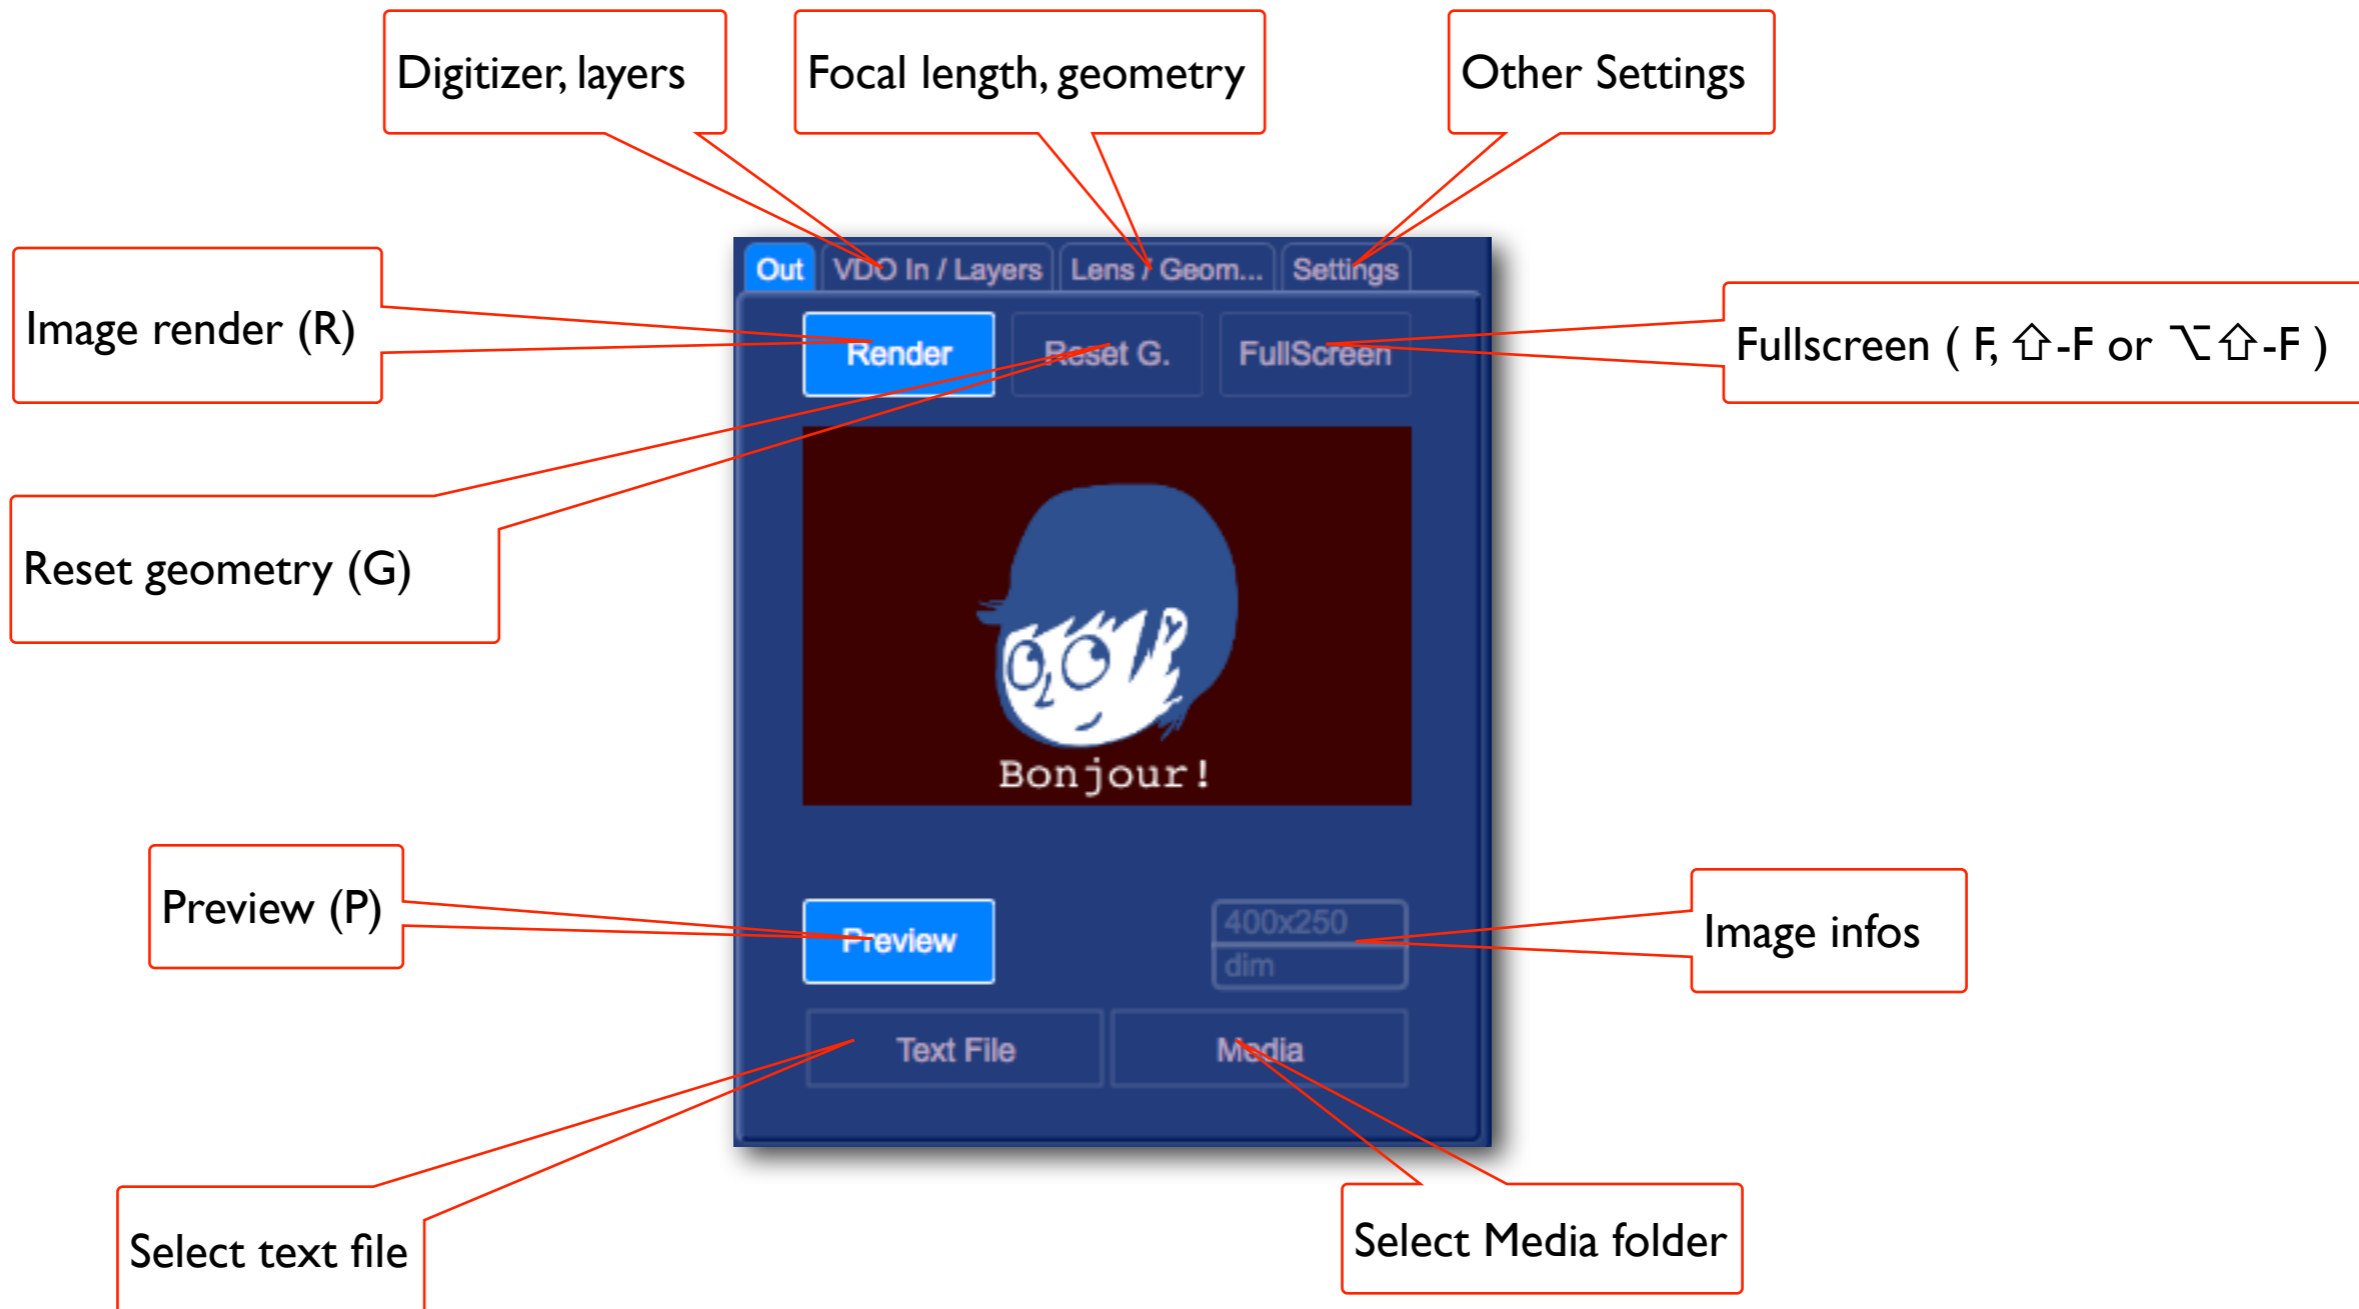 Digitizer, layers
Focal length, geometry
Other Settings
Out
VDO In / Layers
Lens / Geom...
Settings
Image render (R)
Render
Reset G.
FullScreen
Fullscreen ( F, ⇧-F or ⌥⇧-F )
Reset geometry (G)
Bonjour!
Preview (P)
Preview
400x250
dim
Image infos
Text File
Media
Select text file
Select Media folder